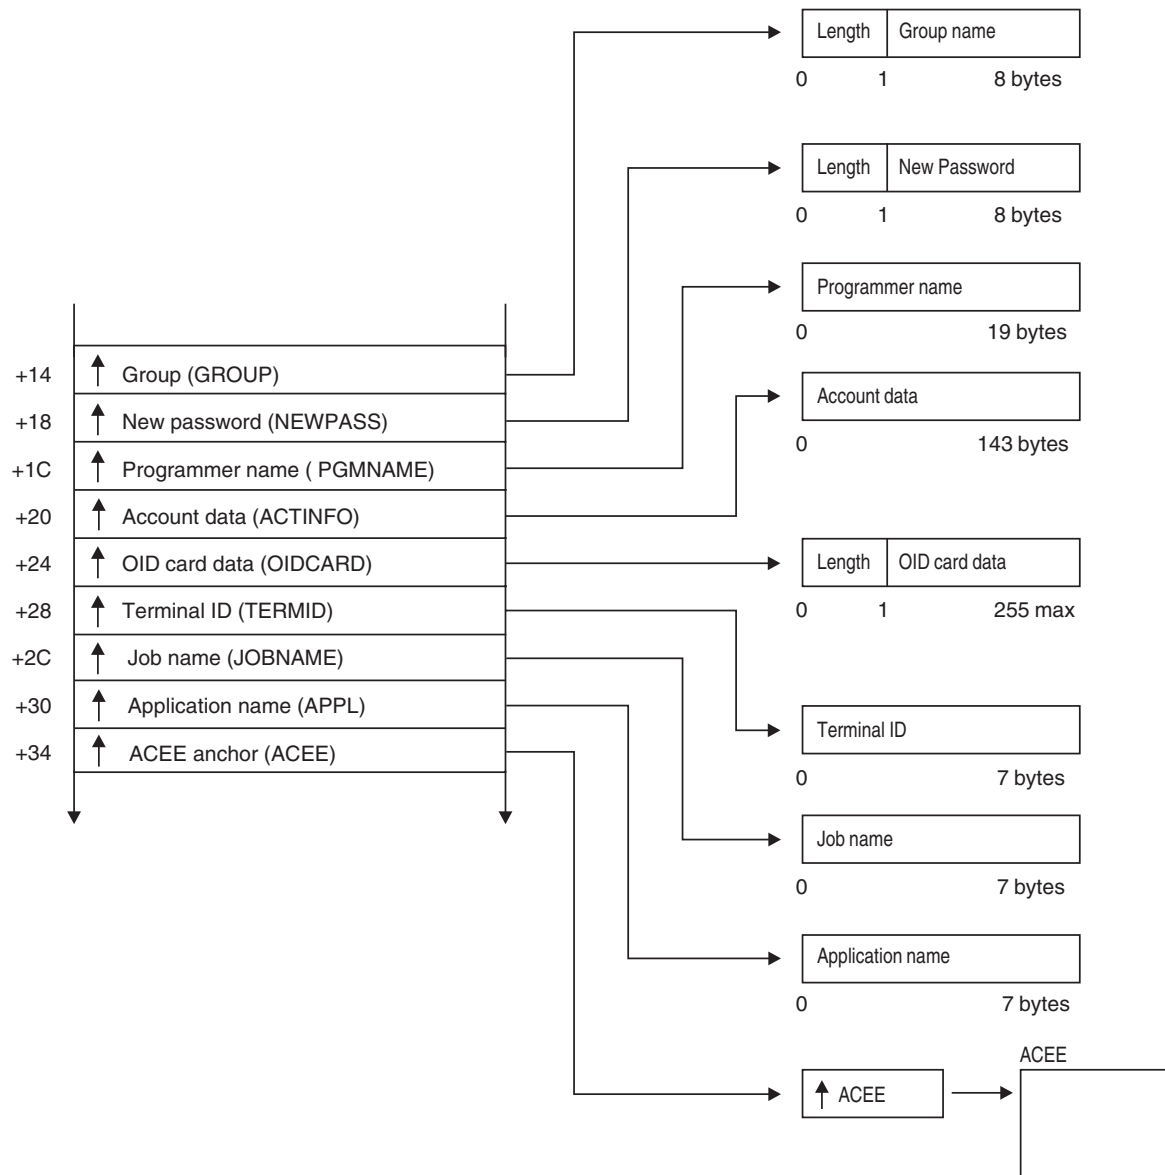 Length Group name
0 1 8 bytes
Length New Password
0 1 8 bytes
Programmer name
0 19 bytes
Account data
0 143 bytes
Length OID card data
0 1 255 max
Terminal ID
0 7 bytes
Job name
0 7 bytes
Application name
0 7 bytes
ACEE
ACEE
+14 Group (GROUP)
+18 New password (NEWPASS)
+1C Programmer name ( PGMNAME)
+20 Account data (ACTINFO)
+24 OID card data (OIDCARD)
+28 Terminal ID (TERMID)
+2C Job name (JOBNAME)
+30 Application name (APPL)
+34 ACEE anchor (ACEE)